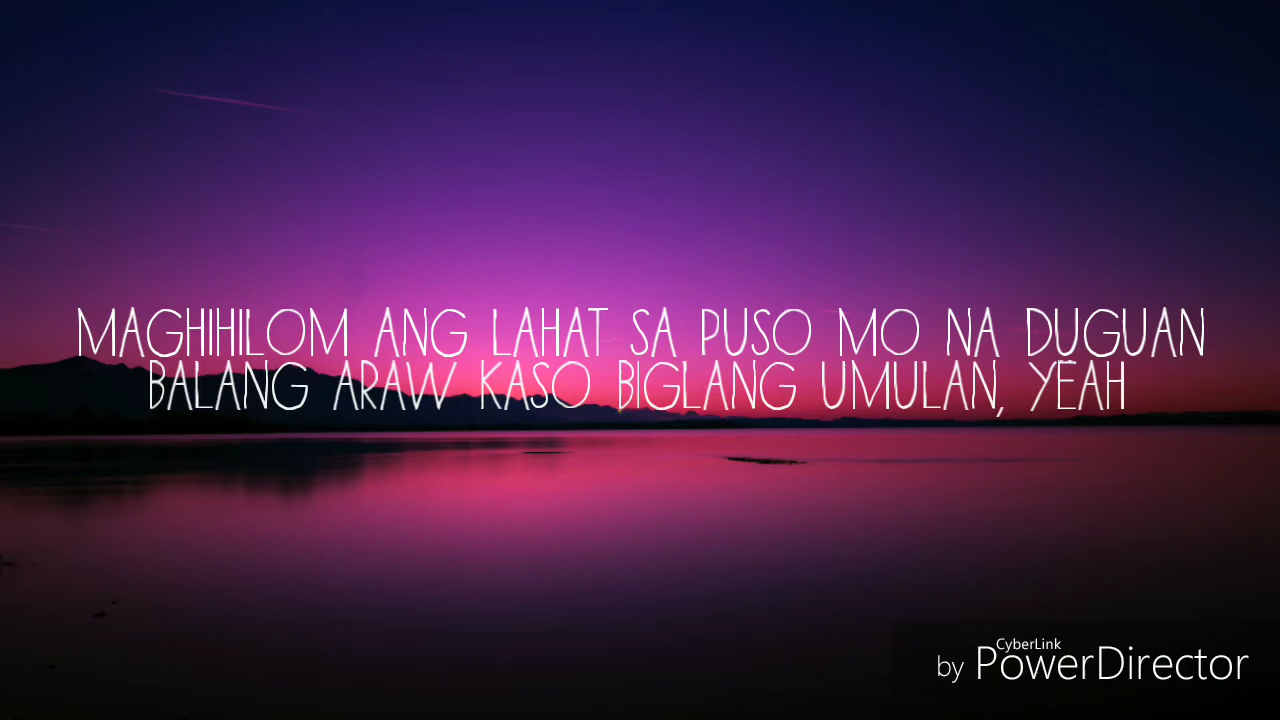 MAGHIHILOM ANG LAHAT SA PUSO MO NA DUGUAN
BALANG ARAW KASO BIGLANG UMULAN, YEAH
CyberLink
by PowerDirector